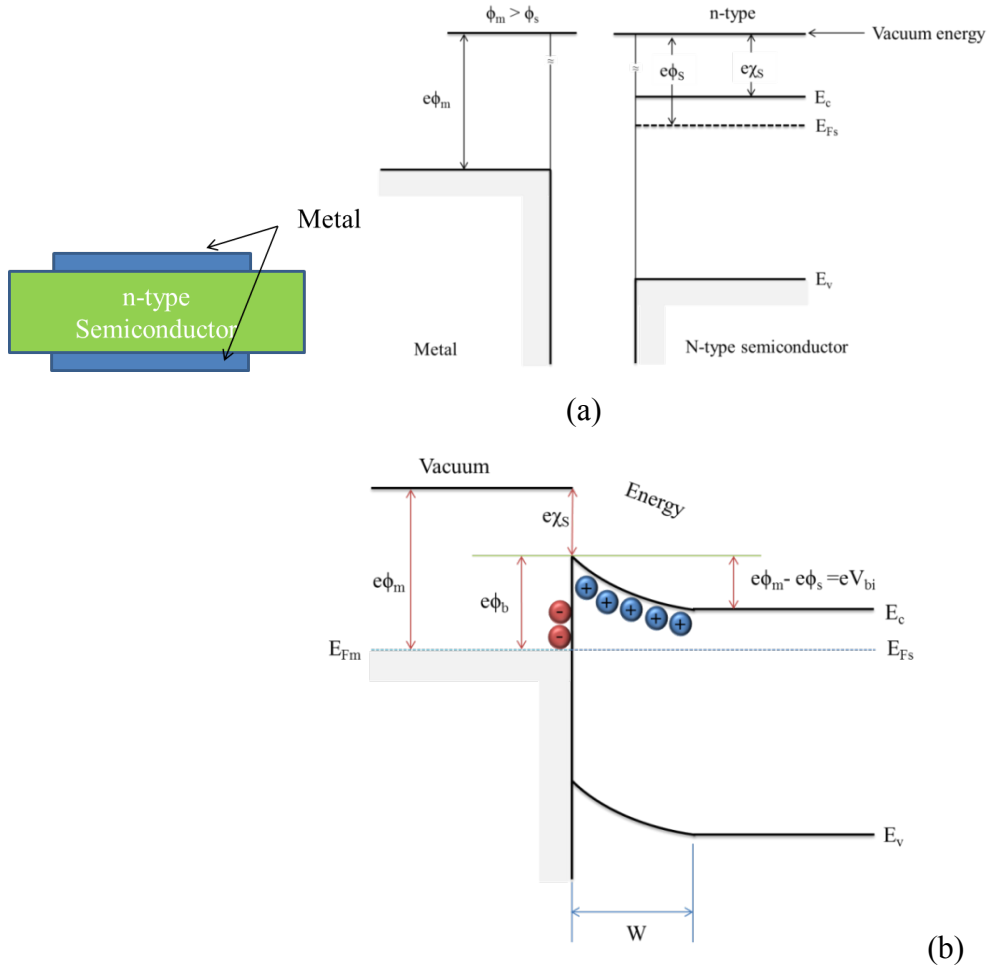 ϕm > ϕs
n-type
Vacuum energy
eϕm
eϕS
eχS
Ec
EFs
Ev
Metal
n-type
Semiconductor
Metal
N-type semiconductor
(a)
Vacuum
Energy
eχS
eϕm
eϕb
eϕm- eϕs =eVbi
Ec
EFm
EFs
Ev
W
(b)
≈
≈
-
-
+
+
+
+
+